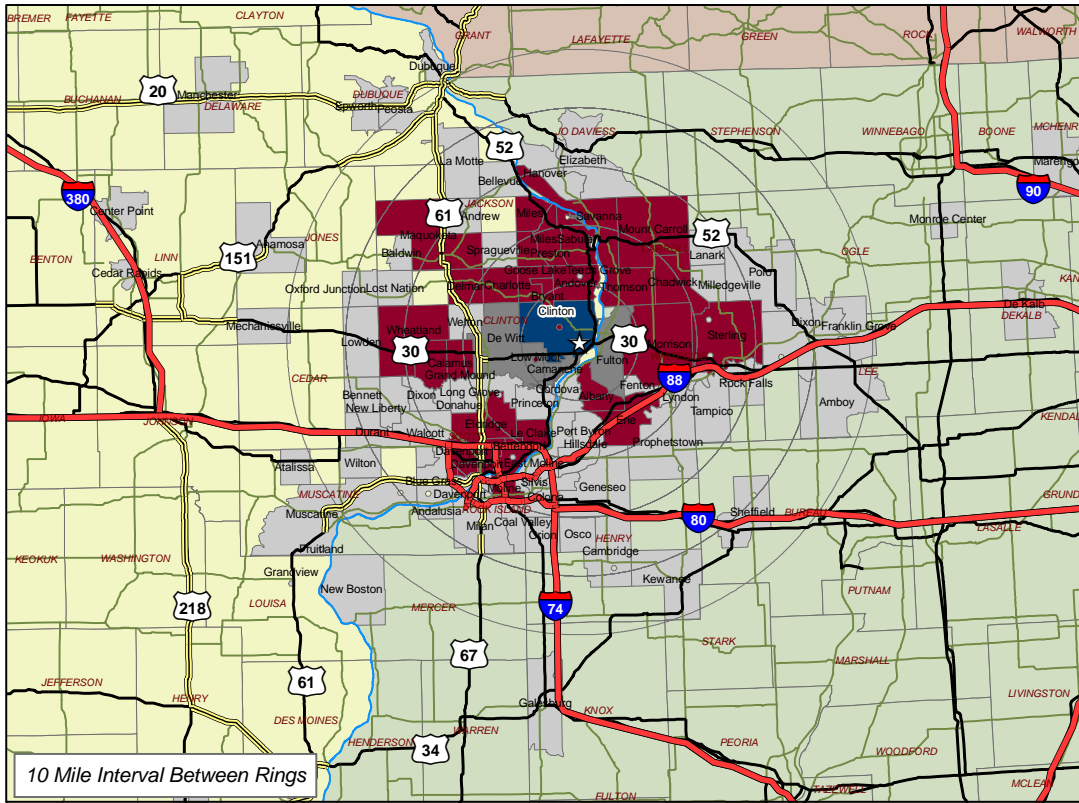 BREMER
FAYETTE
CLAYTON
GRANT
LAFAYETTE
GREEN
ROCK
WALWORTH
Dubuque
20
Manchester
BUCHANAN
DELAWARE
DUBUQUE
Epworth
Peosta
JO DAVIESS
STEPHENSON
WINNEBAGO
BOONE
MCHENR
52
Elizabeth
La Motte
Hanover
Bellevue
Marengo
380
Center Point
90
61
JACKSON
Andrew
Miles
Savanna
Monroe Center
Mount Carroll
52
Maquoketa
JONES
Anamosa
151
LINN
BENTON
Cedar Rapids
Baldwin
Spragueville
Miles
Sabula
Preston
Lanark
OGLE
Polo
Goose Lake
Teeds Grove
KAN
Oxford Junction
Lost Nation
Delmar
Charlotte
Andover
Thomson
Chadwick
Milledgeville
Bryant
De Kalb
DEKALB
Clinton
Mechanicsville
Welton
CLINTON
Wheatland
De Witt
Lowden
30
30
Morrison
Sterling
Dixon
Franklin Grove
Low Moor
Fulton
Calamus
Camanche
Grand Mound
88
Rock Falls
LEE
CEDAR
Bennett
Dixon
Long Grove
Cordova
Albany
Fenton
Lyndon
Amboy
New Liberty
Donahue
Princeton
Tampico
IOWA
JOHNSON
Eldridge
Erie
KENDAL
Durant
Walcott
Le Claire
Port Byron
Hillsdale
Prophetstown
Bettendorf
Davenport
Atalissa
Wilton
Davenport
East Moline
Blue Grass
Silvis
Moline
Geneseo
MUSCATINE
Davenport
Colona
Muscatine
Andalusia
ROCK ISLAND
80
Sheffield
BUREAU
GRUND
LASALLE
Milan
Coal Valley
Orion
Osco
HENRY
Cambridge
Fruitland
KEOKUK
WASHINGTON
Grandview
Kewanee
New Boston
PUTNAM
218
LOUISA
MERCER
74
STARK
67
MARSHALL
61
JEFFERSON
HENRY
LIVINGSTON
Galesburg
KNOX
DES MOINES
WARREN
HENDERSON
34
PEORIA
WOODFORD
10 Mile Interval Between Rings
FULTON
TAZEWELL
MCLEAN